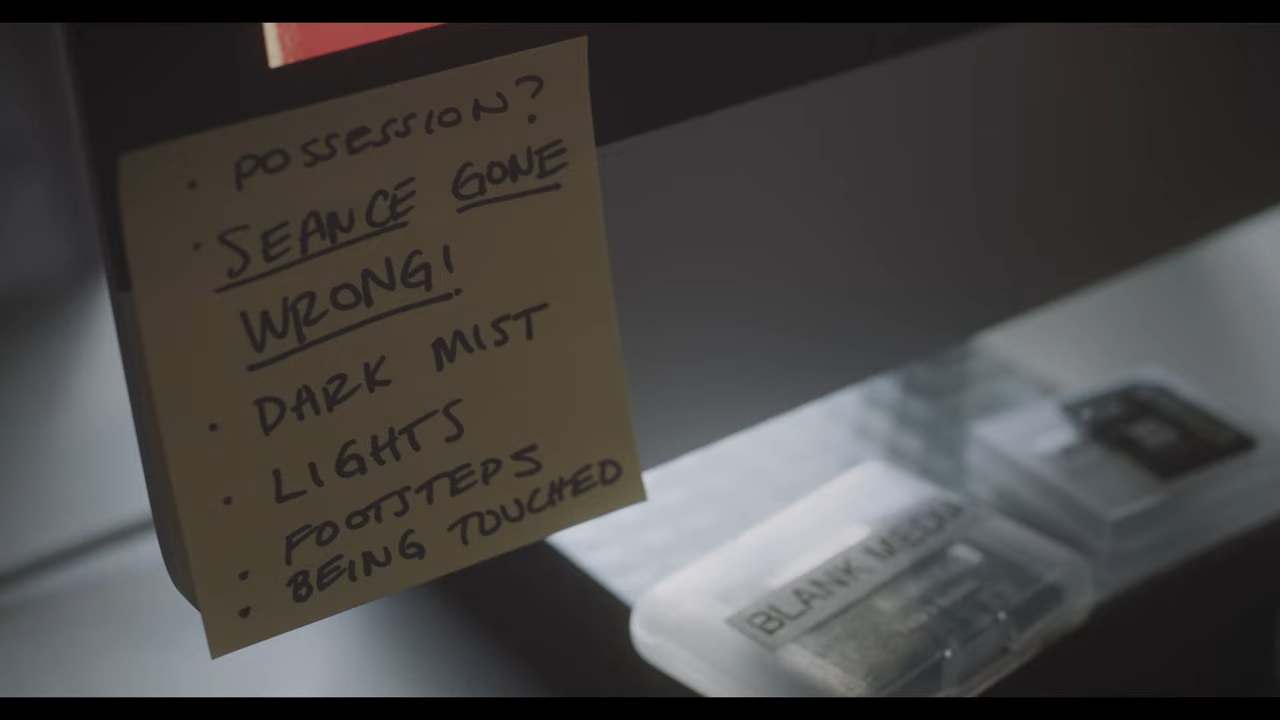 · POSSESSION?
· SEANCE GONE
WRONG!
· DARK MIST
· LIGHTS
· FOOTSTEPS
· BEING TOUCHED
BLANK MEDIA